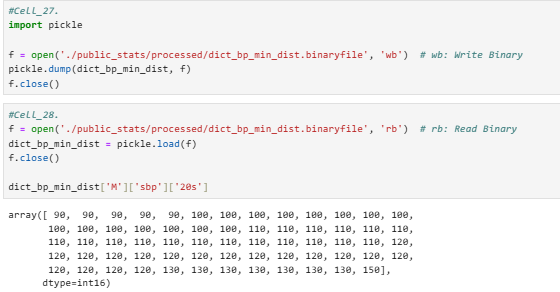 #Cell_27.
import pickle
f = open('./public_stats/processed/dict_bp_min_dist.binaryfile', 'wb')  # wb: Write Binary
pickle.dump(dict_bp_min_dist, f)
f.close()
#Cell_28.
f = open('./public_stats/processed/dict_bp_min_dist.binaryfile', 'rb')  # rb: Read Binary
dict_bp_min_dist = pickle.load(f)
f.close()
dict_bp_min_dist['M']['sbp']['20s']
array([ 90,  90,  90,  90,  90, 100, 100, 100, 100, 100, 100, 100, 100,
100, 100, 100, 100, 100, 100, 100, 110, 110, 110, 110, 110, 110,
110, 110, 110, 110, 110, 110, 110, 110, 110, 110, 110, 110, 120,
120, 120, 120, 120, 120, 120, 120, 120, 120, 120, 120, 120, 120,
120, 120, 120, 120, 130, 130, 130, 130, 130, 130, 130, 150],
dtype=int16)